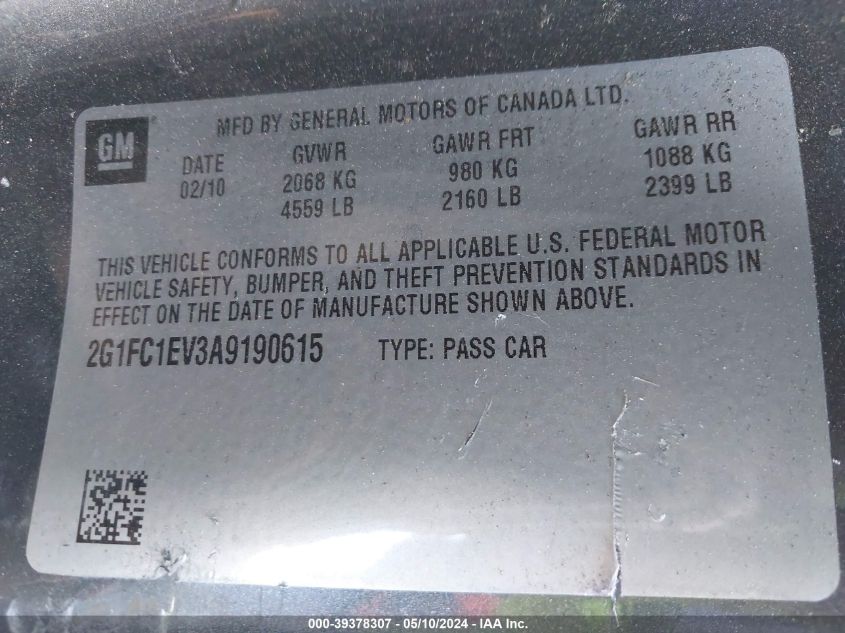 MFD BY GENERAL MOTORS OF CANADA LTD.
GM
DATE GVWR GAWR FRT GAWR RR
02/10 2068 KG 980 KG 1088 KG
4559 LB 2160 LB 2399 LB
THIS VEHICLE CONFORMS TO ALL APPLICABLE U.S. FEDERAL MOTOR
VEHICLE SAFETY, BUMPER, AND THEFT PREVENTION STANDARDS IN
EFFECT ON THE DATE OF MANUFACTURE SHOWN ABOVE.
2G1FC1EV3A9190615 TYPE: PASS CAR
000-39378307 - 05/10/2024 - IAA Inc.